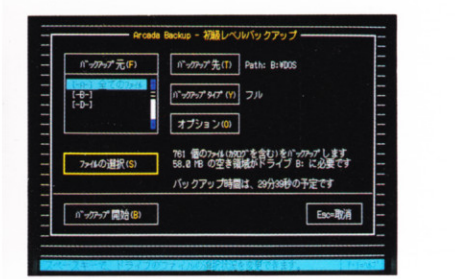 Arcada Backup - 初級レベルバックアップ
ﾊﾞｯｸｱｯﾌﾟ元(F)
ﾊﾞｯｸｱｯﾌﾟ先(T) Path: B:¥DOS
[-B-]
[-D-]
ﾊﾞｯｸｱｯﾌﾟﾀｲﾌﾟ(Y) フル
オプション(O)
ﾌｧｲﾙの選択(S)
761 個のﾌｧｲﾙ(ｶﾀﾛｸﾞを含む)をﾊﾞｯｸｱｯﾌﾟします
58.0 MB の空き領域がドライブ B: に必要です
バックアップ時間は、29分39秒の予定です
ﾊﾞｯｸｱｯﾌﾟ開始(B)
Esc=取消